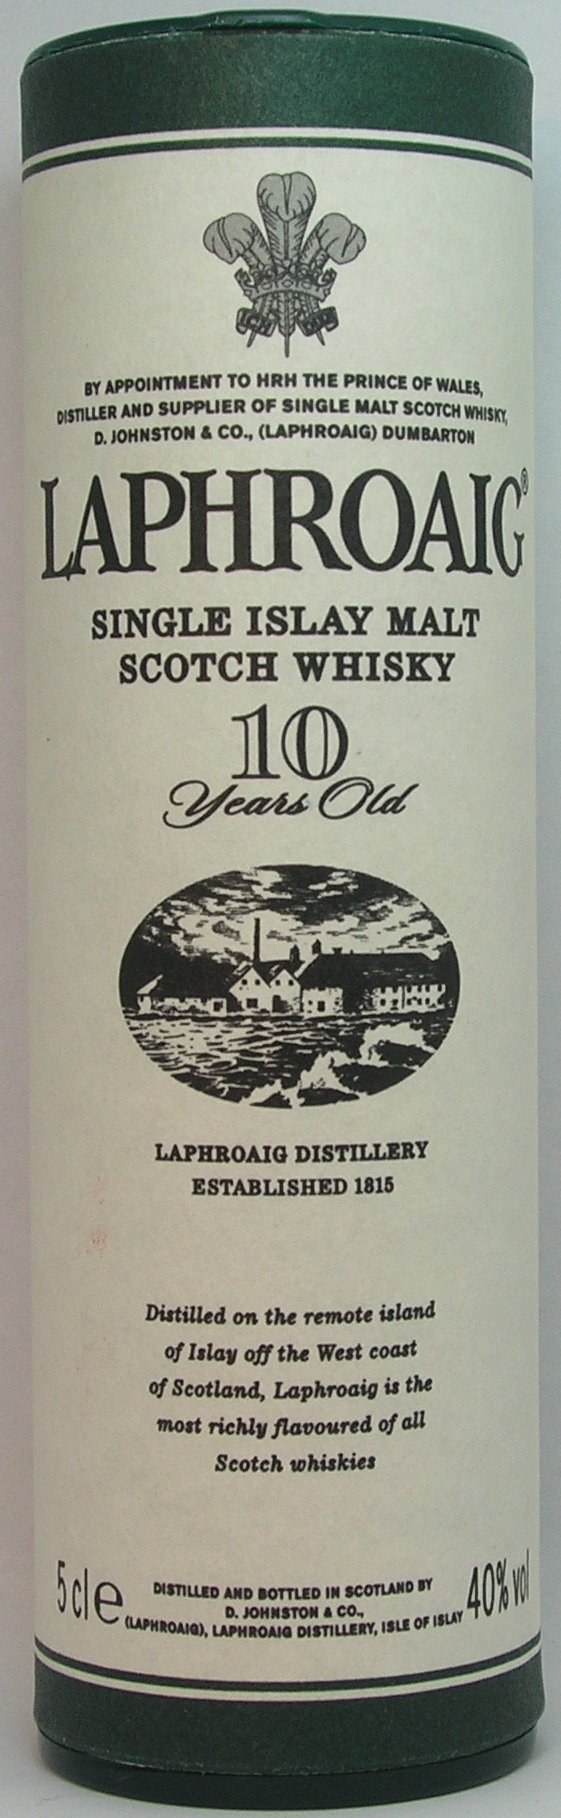 ICH DIEN
BY APPOINTMENT TO HRH THE PRINCE OF WALES,
DISTILLER AND SUPPLIER OF SINGLE MALT SCOTCH WHISKY,
D. JOHNSTON & CO., (LAPHROAIG) DUMBARTON
LAPHROAIG®
SINGLE ISLAY MALT
SCOTCH WHISKY
10
Years Old
LAPHROAIG DISTILLERY
ESTABLISHED 1815
Distilled on the remote island
of Islay off the West coast
of Scotland, Laphroaig is the
most richly flavoured of all
Scotch whiskies
5 cl e
DISTILLED AND BOTTLED IN SCOTLAND BY
D. JOHNSTON & CO.,
(LAPHROAIG), LAPHROAIG DISTILLERY, ISLE OF ISLAY
40% vol